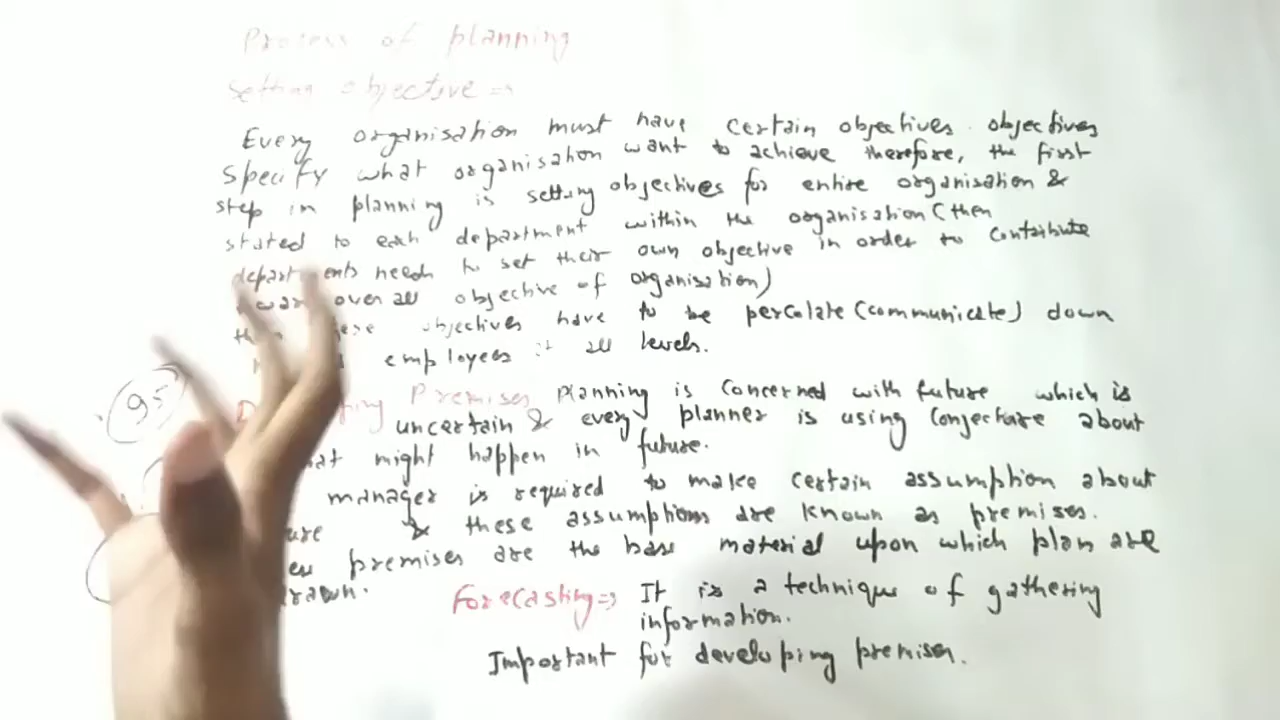 Process of planning
Setting objective =>
Every organisation must have certain objectives. objectives
specify what organisation want to achieve therefore, the first
step in planning is setting objectives for entire organisation &
stated to each department within the organisation (then
departments need to set their own objective in order to contribute
over all objective of organisation)
objectives have to be percolate (communicate) down
employees at all levels.
95
Premises planning is concerned with future which is
uncertain & every planner is using Conjecture about
might happen in future.
manager is required to make certain assumption about
& these assumptions are known as premises.
premises are the base material upon which plan are
drawn.
Forecasting => It is a technique of gathering
information.
Important for developing premises.